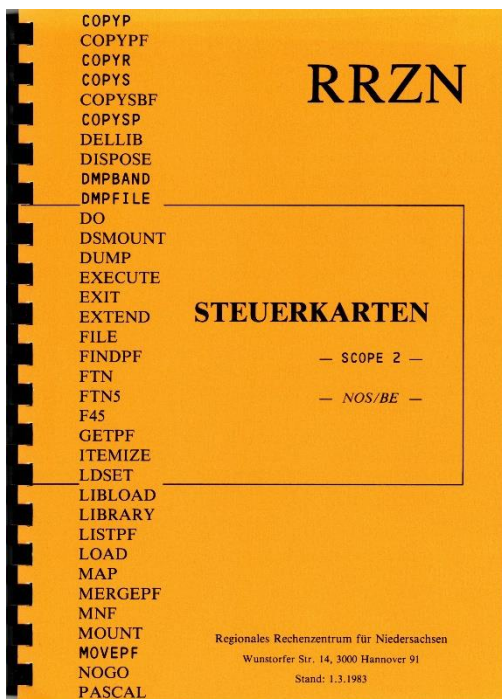 COPYP
COPYPF
COPYR
COPYS
COPYSBF
COPYSP
DELLIB
DISPOSE
DMPBAND
DMPFILE
DO
DSMOUNT
DUMP
EXECUTE
EXIT
EXTEND
FILE
FINDPF
FTN
FTN5
F45
GETPF
ITEMIZE
LDSET
LIBLOAD
LIBRARY
LISTPF
LOAD
MAP
MERGEPF
MNF
MOUNT
MOVEPF
NOGO
PASCAL
RRZN
STEUERKARTEN
— SCOPE 2 —
— NOS/BE —
Regionales Rechenzentrum für Niedersachsen
Wunstorfer Str. 14, 3000 Hannover 91
Stand: 1.3.1983